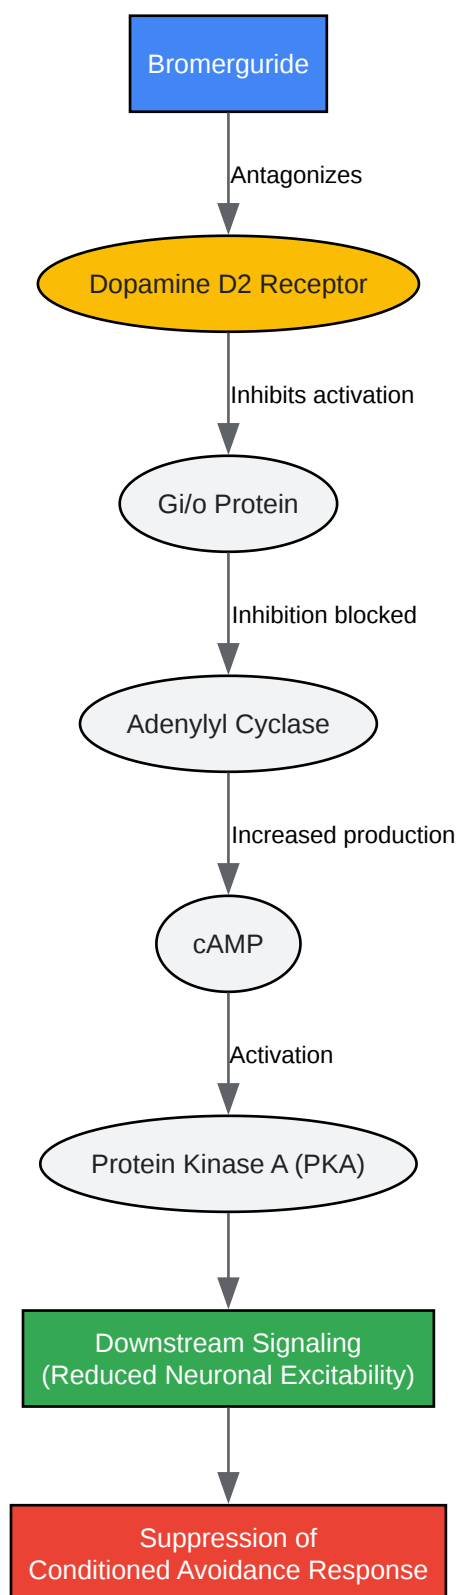 Bromerguride
Antagonizes
Dopamine D2 Receptor
Inhibits activation
Gi/o Protein
Inhibition blocked
Adenylyl Cyclase
Increased production
cAMP
Activation
Protein Kinase A (PKA)
Downstream Signaling
(Reduced Neuronal Excitability)
Suppression of
Conditioned Avoidance Response